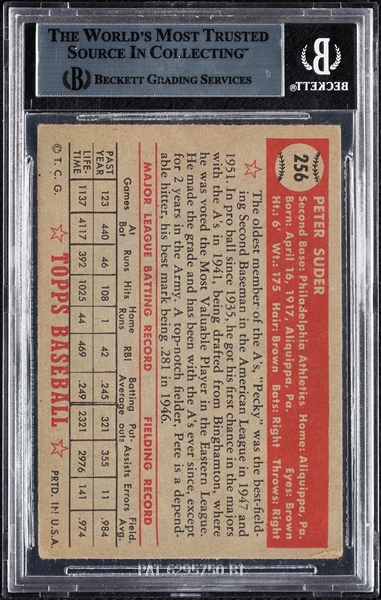 THE WORLD'S MOST TRUSTED
SOURCE IN COLLECTING™
BECKETT GRADING SERVICES
BECKETT®
256
PETER SUDER
Second Base: Philadelphia Athletics Home: Aliquippa, Pa.
Born: April 16, 1917, Aliquippa, Pa. Eyes: Brown
Ht.: 6' Wt.: 175 Hair: Brown Bats: Right Throws: Right
The oldest member of the A's, "Pecky" was the best-field-
ing Second Baseman in the American League in 1947 and
1951. In pro ball since 1935, he got his first chance in the majors
with the A's in 1941, being drafted from Binghamton, where
he was voted the Most Valuable Player in the Eastern League.
He made the grade and has been with the A's ever since, except
for 2 years in the Army. A top-notch fielder, Pete is a depend-
able hitter, his best mark being .281 in 1946.
MAJOR LEAGUE BATTING RECORD FIELDING RECORD
Games At Bat Runs Hits Home Runs RBI Batting Average Put-outs Assists Errors Field. Avg.
PAST YEAR 123 440 46 108 1 42 .245 321 355 11 .984
LIFE-TIME 1137 4117 392 1025 44 469 .249 2321 2976 141 .974
© T. C. G. TOPPS BASEBALL PRTD. IN U.S.A.
PAT 6295750 B1